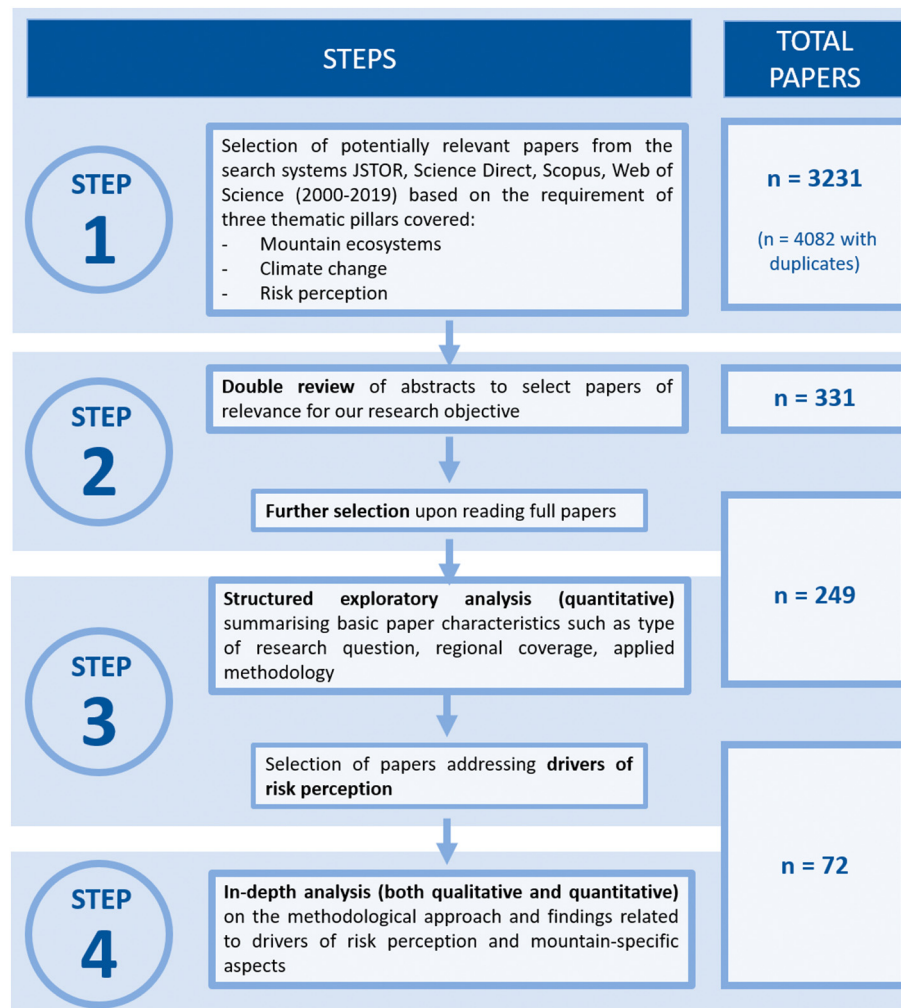 STEPS
TOTAL
PAPERS
STEP
1
Selection of potentially relevant papers from the
search systems JSTOR, Science Direct, Scopus, Web of
Science (2000-2019) based on the requirement of
three thematic pillars covered:
- Mountain ecosystems
- Climate change
- Risk perception
n = 3231
(n = 4082 with
duplicates)
STEP
2
Double review of abstracts to select papers of
relevance for our research objective
n = 331
Further selection upon reading full papers
n = 249
STEP
3
Structured exploratory analysis (quantitative)
summarising basic paper characteristics such as type
of research question, regional coverage, applied
methodology
Selection of papers addressing drivers of
risk perception
n = 72
STEP
4
In-depth analysis (both qualitative and quantitative)
on the methodological approach and findings related
to drivers of risk perception and mountain-specific
aspects